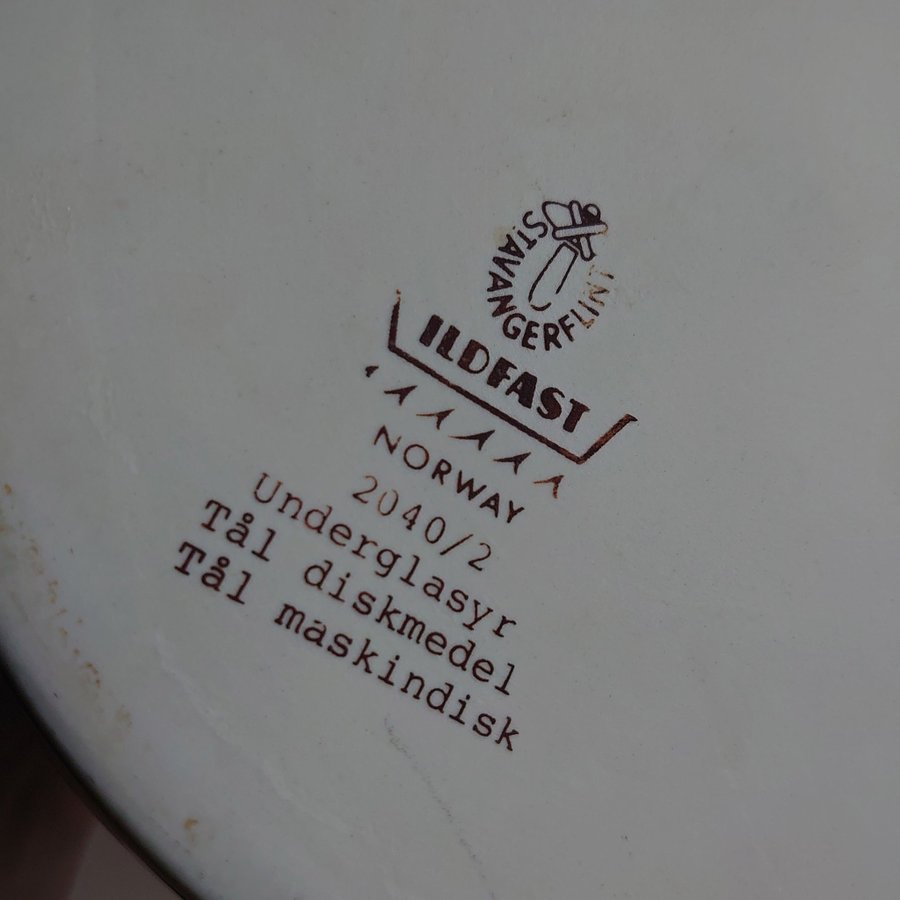 STAVANGERFLINT
ILDFAST
NORWAY
2040/2
Underglasyr
Tål diskmedel
Tål maskindisk